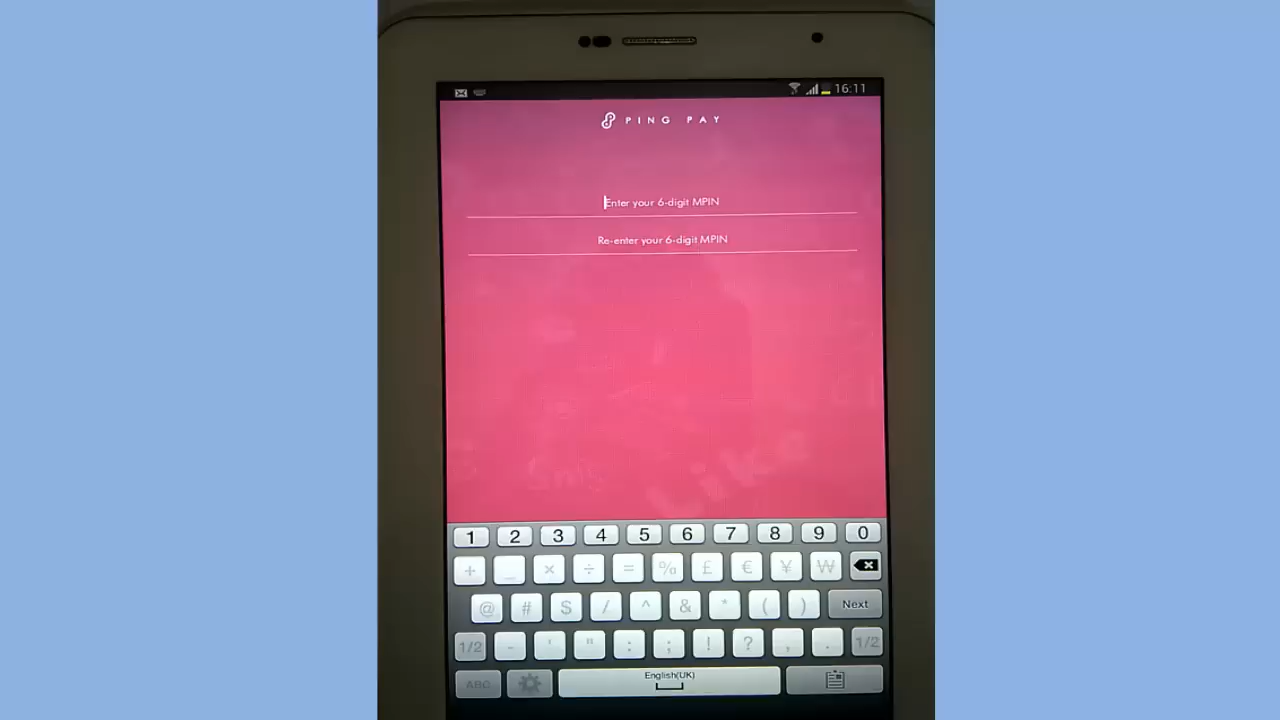 16:11
PING PAY
Enter your 6-digit MPIN
Re-enter your 6-digit MPIN
Like
1 2 3 4 5 6 7 8 9 0
+ _ × ÷ = % £ € ¥ ₩
@ # $ / ^ & * ( ) Next
1/2 - ' " : ; ! ? , . 1/2
ABC English(UK)